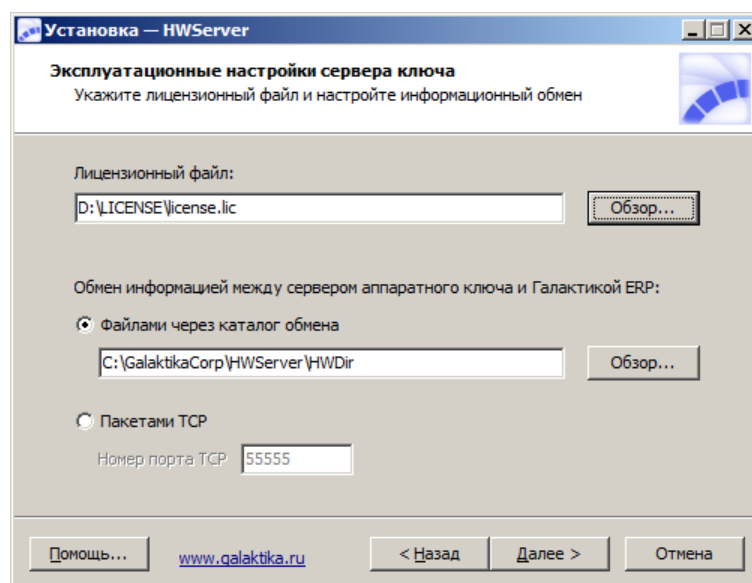 Установка — HWServer
Эксплуатационные настройки сервера ключа
Укажите лицензионный файл и настройте информационный обмен
Лицензионный файл:
D:\LICENSE\license.lic Обзор...
Обмен информацией между сервером аппаратного ключа и Галактикой ERP:
Файлами через каталог обмена
C:\GalaktikaCorp\HWServer\HWDir Обзор...
Пакетами TCP
Номер порта TCP 55555
Помощь... www.galaktika.ru < Назад Далее > Отмена